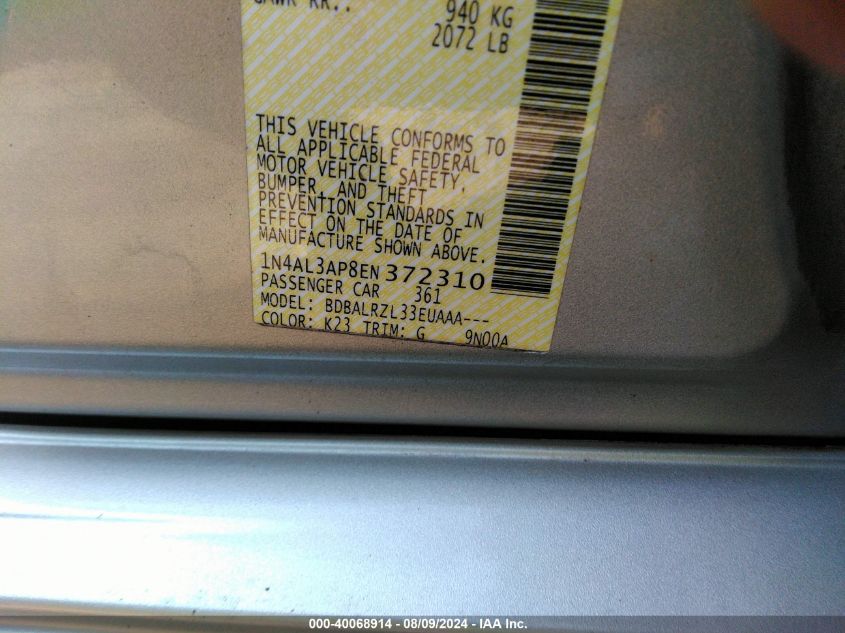 GAWR RR.. 940 KG
2072 LB
THIS VEHICLE CONFORMS TO
ALL APPLICABLE FEDERAL
MOTOR VEHICLE SAFETY,
BUMPER, AND THEFT
PREVENTION STANDARDS IN
EFFECT ON THE DATE OF
MANUFACTURE SHOWN ABOVE.
1N4AL3AP8EN372310
PASSENGER CAR 361
MODEL: BDBALRZL33EUAAA---
COLOR: K23 TRIM: G 9N00A
000-40068914 - 08/09/2024 - IAA Inc.